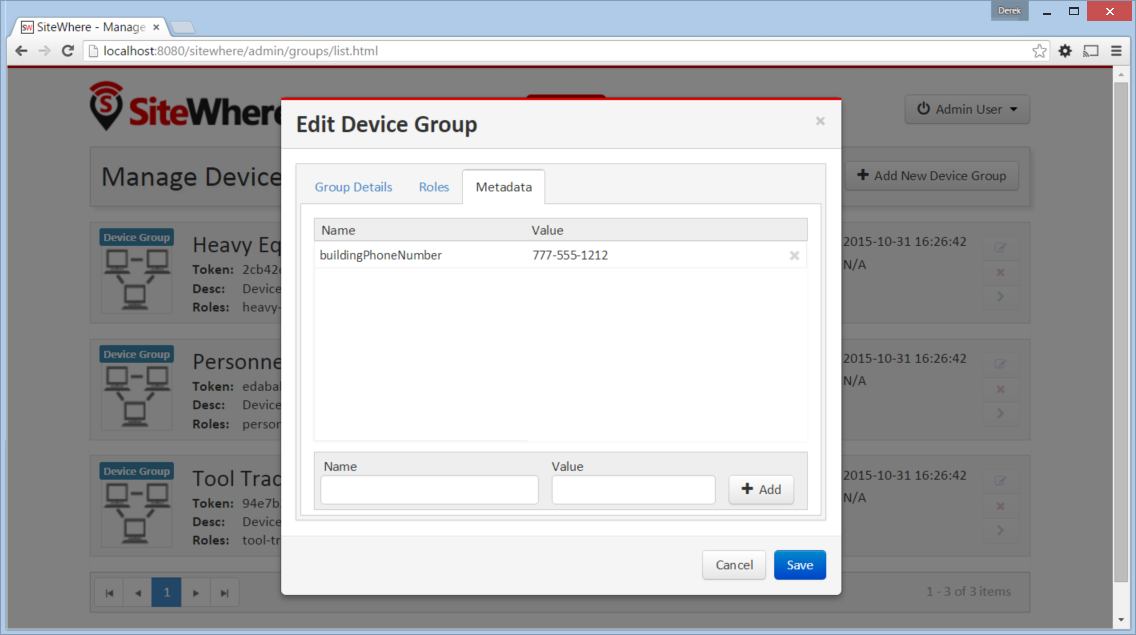 Derek
SW SiteWhere - Manage
localhost:8080/sitewhere/admin/groups/list.html
S SiteWhere
Admin User
Manage Device
Add New Device Group
Edit Device Group
Group Details Roles Metadata
Name Value
buildingPhoneNumber 777-555-1212
Name Value
Add
Cancel Save
Device Group
Heavy Eq
Token: 2cb42
Desc: Device
Roles: heavy-
2015-10-31 16:26:42
N/A
Device Group
Personne
Token: edaba
Desc: Device
Roles: person
2015-10-31 16:26:42
N/A
Device Group
Tool Trac
Token: 94e7b
Desc: Device
Roles: tool-tr
2015-10-31 16:26:42
N/A
1
1 - 3 of 3 items